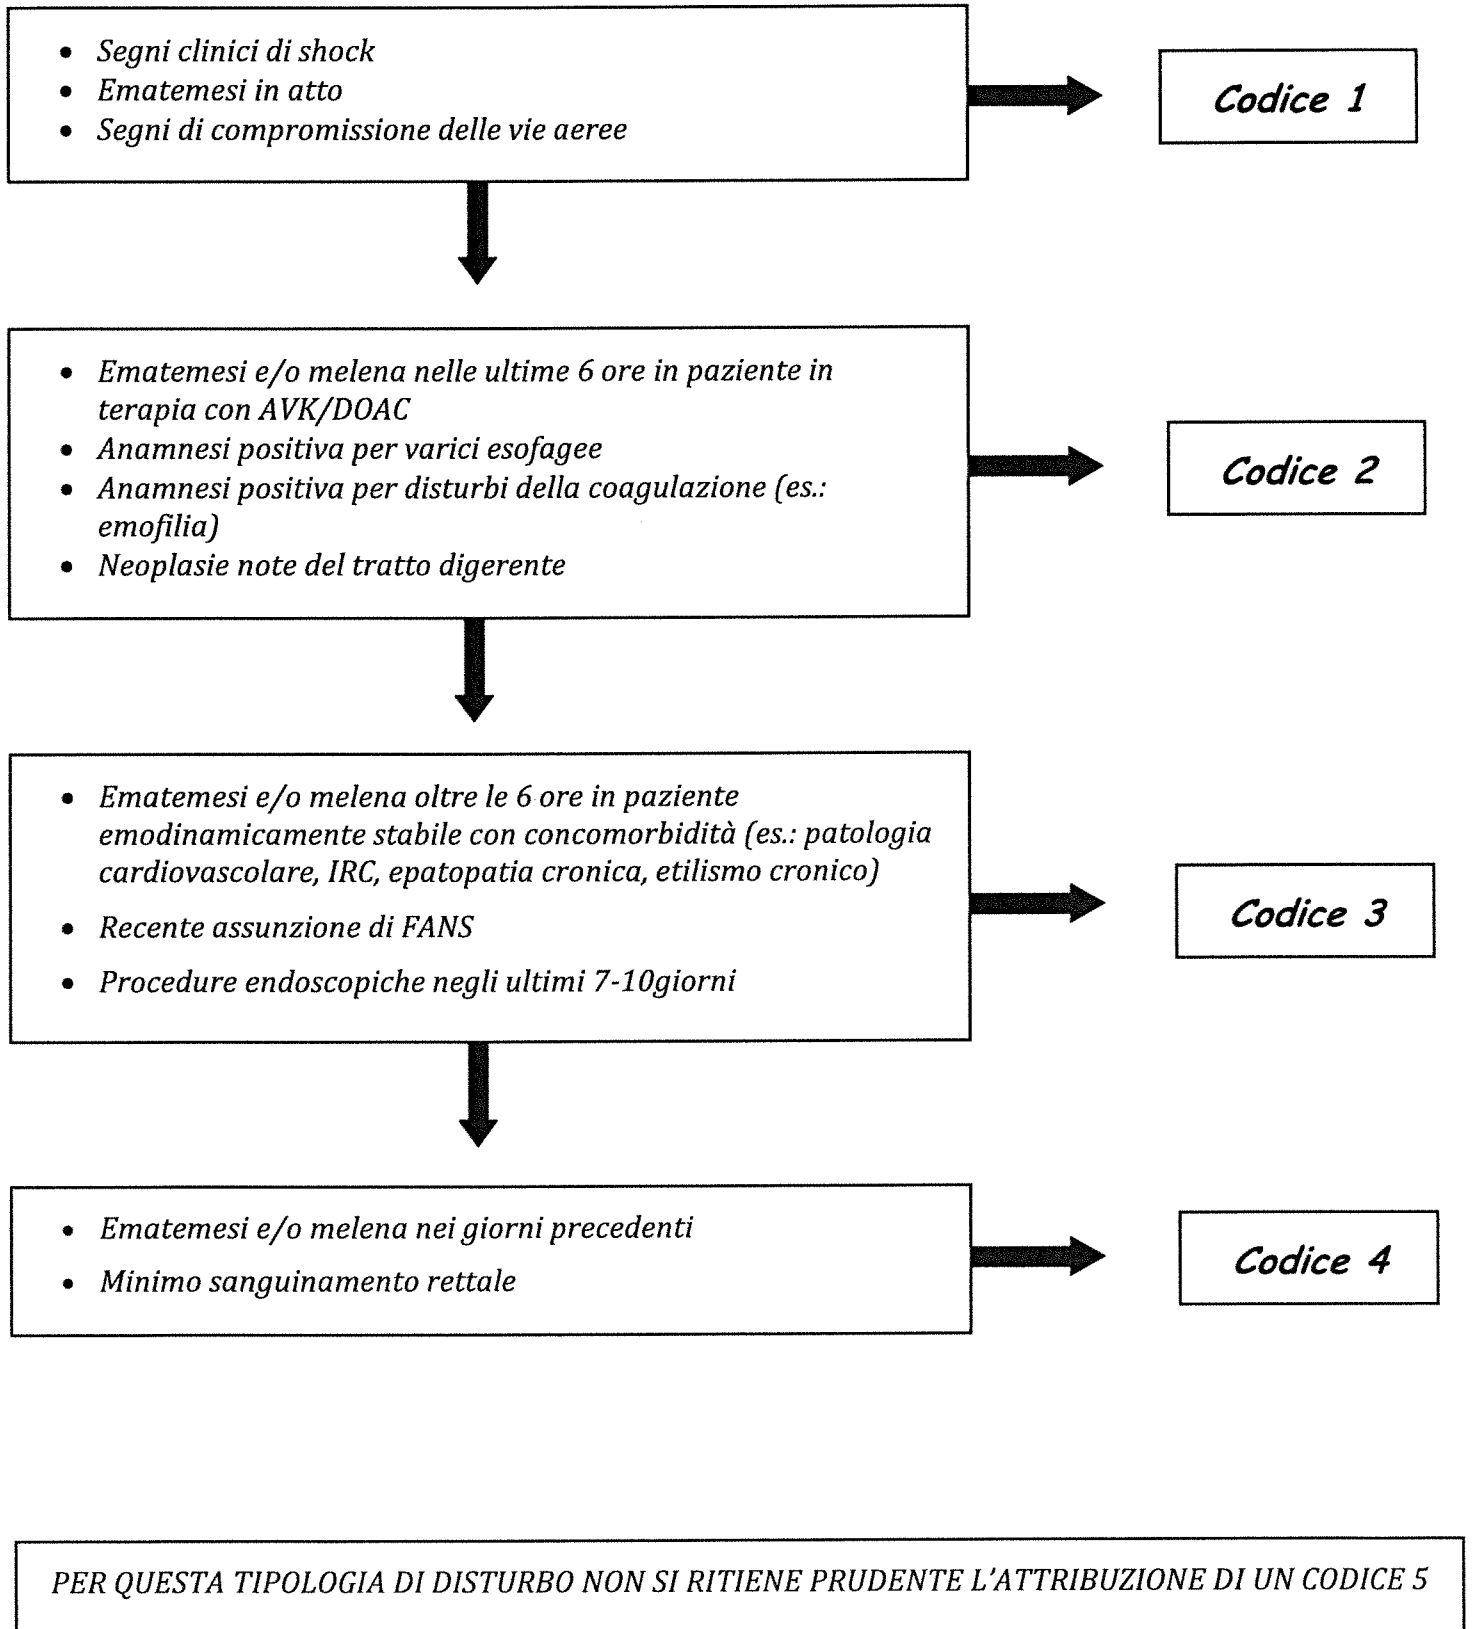 • Segni clinici di shock
• Ematemesi in atto
• Segni di compromissione delle vie aeree
Codice 1
• Ematemesi e/o melena nelle ultime 6 ore in paziente in
terapia con AVK/DOAC
• Anamnesi positiva per varici esofagee
• Anamnesi positiva per disturbi della coagulazione (es.:
emofilia)
• Neoplasie note del tratto digerente
Codice 2
• Ematemesi e/o melena oltre le 6 ore in paziente
emodinamicamente stabile con concomorbidità (es.: patologia
cardiovascolare, IRC, epatopatia cronica, etilismo cronico)
• Recente assunzione di FANS
• Procedure endoscopiche negli ultimi 7-10giorni
Codice 3
• Ematemesi e/o melena nei giorni precedenti
• Minimo sanguinamento rettale
Codice 4
PER QUESTA TIPOLOGIA DI DISTURBO NON SI RITIENE PRUDENTE L'ATTRIBUZIONE DI UN CODICE 5